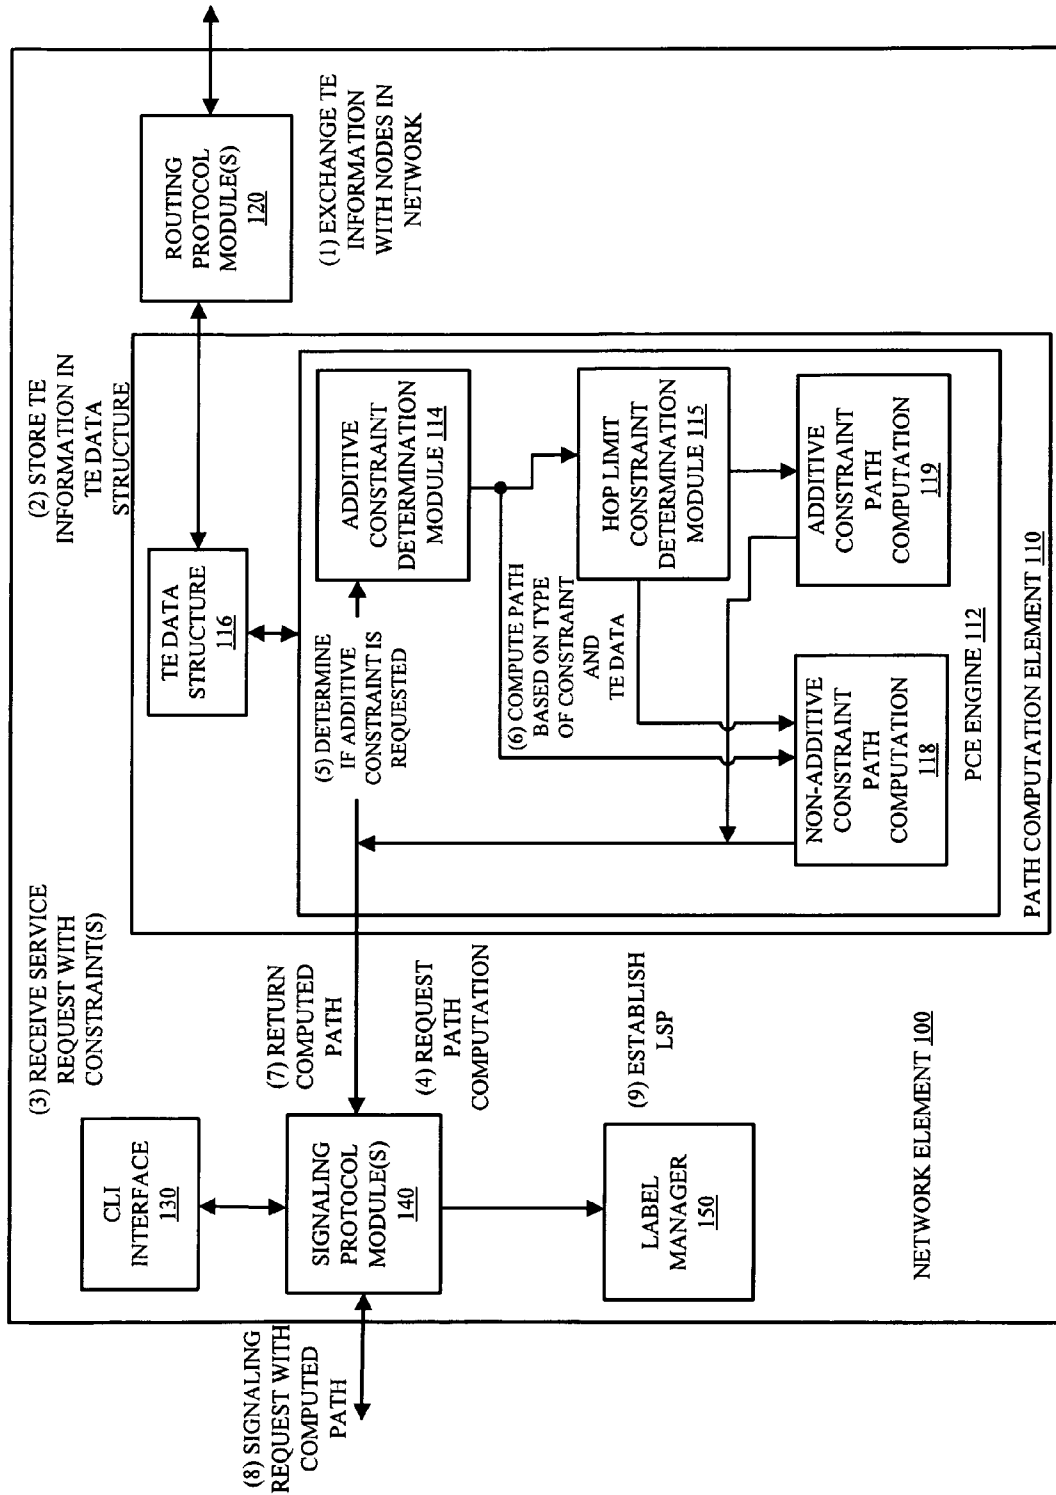 (8) SIGNALING
REQUEST WITH
COMPUTED
PATH
(3) RECEIVE SERVICE
REQUEST WITH
CONSTRAINT(S)
CLI
INTERFACE
130
SIGNALING
PROTOCOL
MODULE(S)
140
LABEL
MANAGER
150
(7) RETURN
COMPUTED
PATH
(4) REQUEST
PATH
COMPUTATION
(9) ESTABLISH
LSP
NETWORK ELEMENT 100
(2) STORE TE
INFORMATION IN
TE DATA
STRUCTURE
TE DATA
STRUCTURE
116
(5) DETERMINE
IF ADDITIVE
CONSTRAINT IS
REQUESTED
ADDITIVE
CONSTRAINT
DETERMINATION
MODULE 114
(6) COMPUTE PATH
BASED ON TYPE
OF CONSTRAINT
AND
TE DATA
HOP LIMIT
CONSTRAINT
DETERMINATION
MODULE 115
NON-ADDITIVE
CONSTRAINT
PATH
COMPUTATION
118
ADDITIVE
CONSTRAINT
PATH
COMPUTATION
119
PCE ENGINE 112
PATH COMPUTATION ELEMENT 110
ROUTING
PROTOCOL
MODULE(S)
120
(1) EXCHANGE TE
INFORMATION
WITH NODES IN
NETWORK